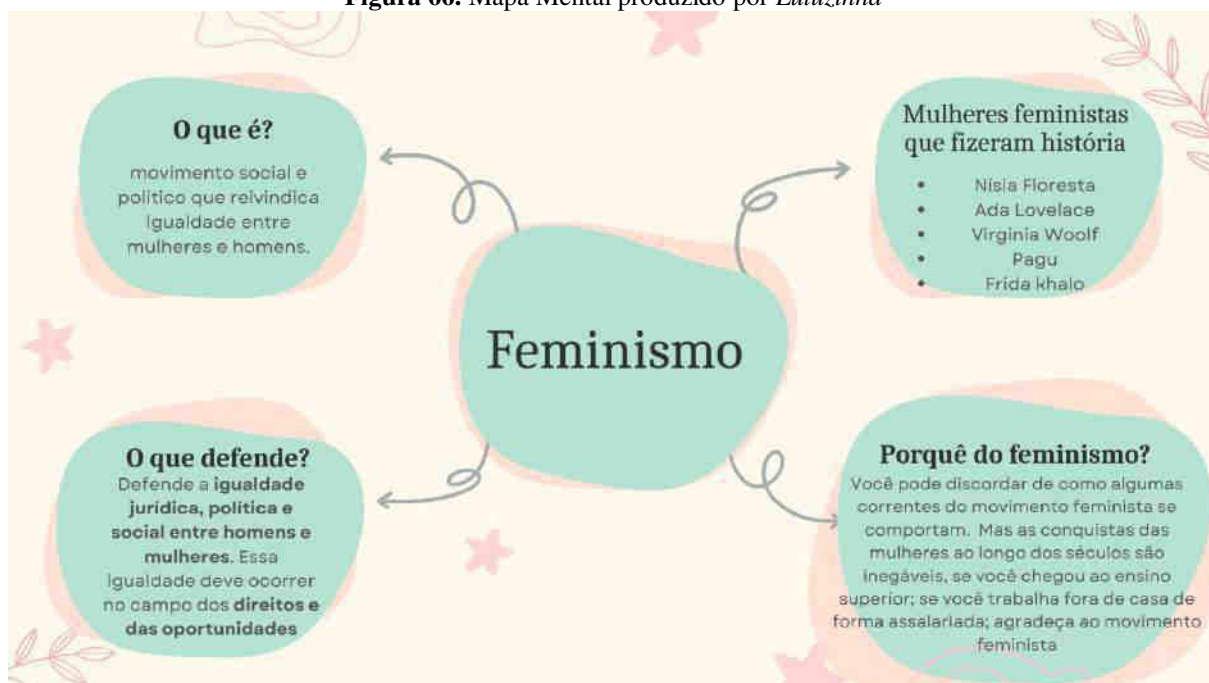 Mapa Mental produzido por
O que é?
movimento social e
político que reivindica
igualdade entre
mulheres e homens.
Mulheres feministas
que fizeram história
• Nísia Floresta
• Ada Lovelace
• Virginia Woolf
• Pagu
• Frida khalo
Feminismo
O que defende?
Defende a igualdade
jurídica, política e
social entre homens e
mulheres. Essa
igualdade deve ocorrer
no campo dos direitos e
das oportunidades
Porquê do feminismo?
Você pode discordar de como algumas
correntes do movimento feminista se
comportam. Mas as conquistas das
mulheres ao longo dos séculos são
inegáveis, se você chegou ao ensino
superior; se você trabalha fora de casa de
forma assalariada; agradeça ao movimento
feminista